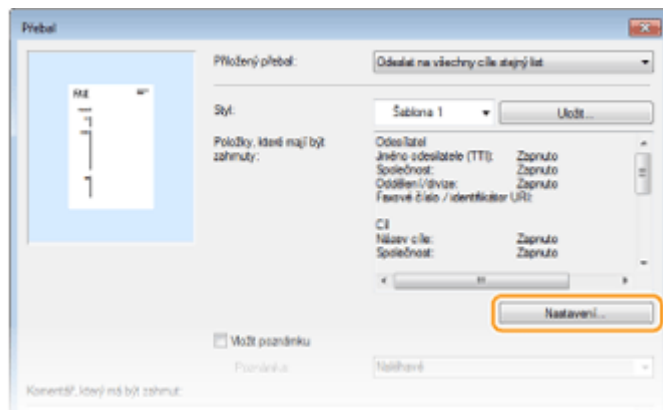 Přebal
Přiložený přebal:
Odeslat na všechny cíle stejný list
FAX
Styl:
Šablona 1
Uložit...
Položky, které mají být zahrnuty:
Odesílatel
Jméno odesílatele (TTI): Zapnuto
Společnost: Zapnuto
Oddělení/divize: Zapnuto
Faxové číslo / identifikátor URI:
Cíl
Název cíle: Zapnuto
Společnost: Zapnuto
Nastavení...
Vložit poznámku
Poznámka:
Naléhavé
Komentář, který má být zahrnut: